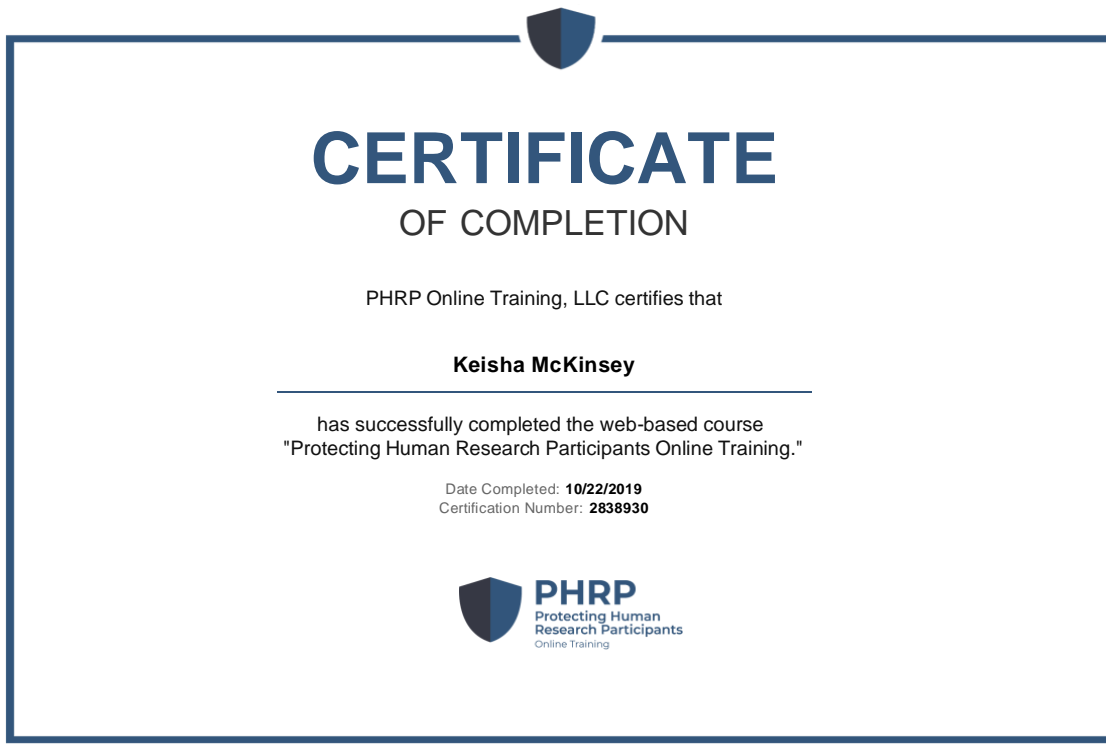 CERTIFICATE
OF COMPLETION
PHRP Online Training, LLC certifies that
Keisha McKinsey
has successfully completed the web-based course
"Protecting Human Research Participants Online Training."
Date Completed: 10/22/2019
Certification Number: 2838930
PHRP
Protecting Human
Research Participants
Online Training